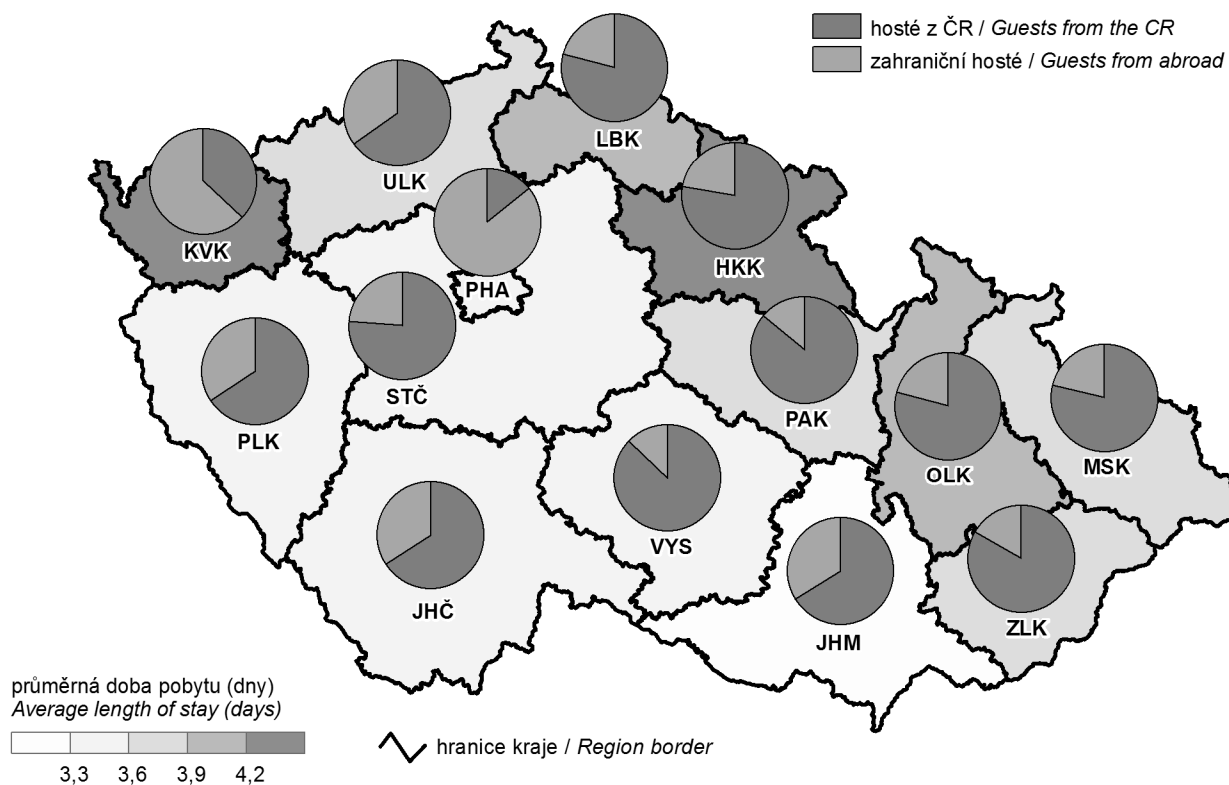 hosté z ČR / Guests from the CR
zahraniční hosté / Guests from abroad
LBK
ULK
KVK
HKK
PHA
STČ
PLK
PAK
OLK
MSK
VYS
JHČ
JHM
ZLK
průměrná doba pobytu (dny)
Average length of stay (days)
3,3 3,6 3,9 4,2
hranice kraje / Region border